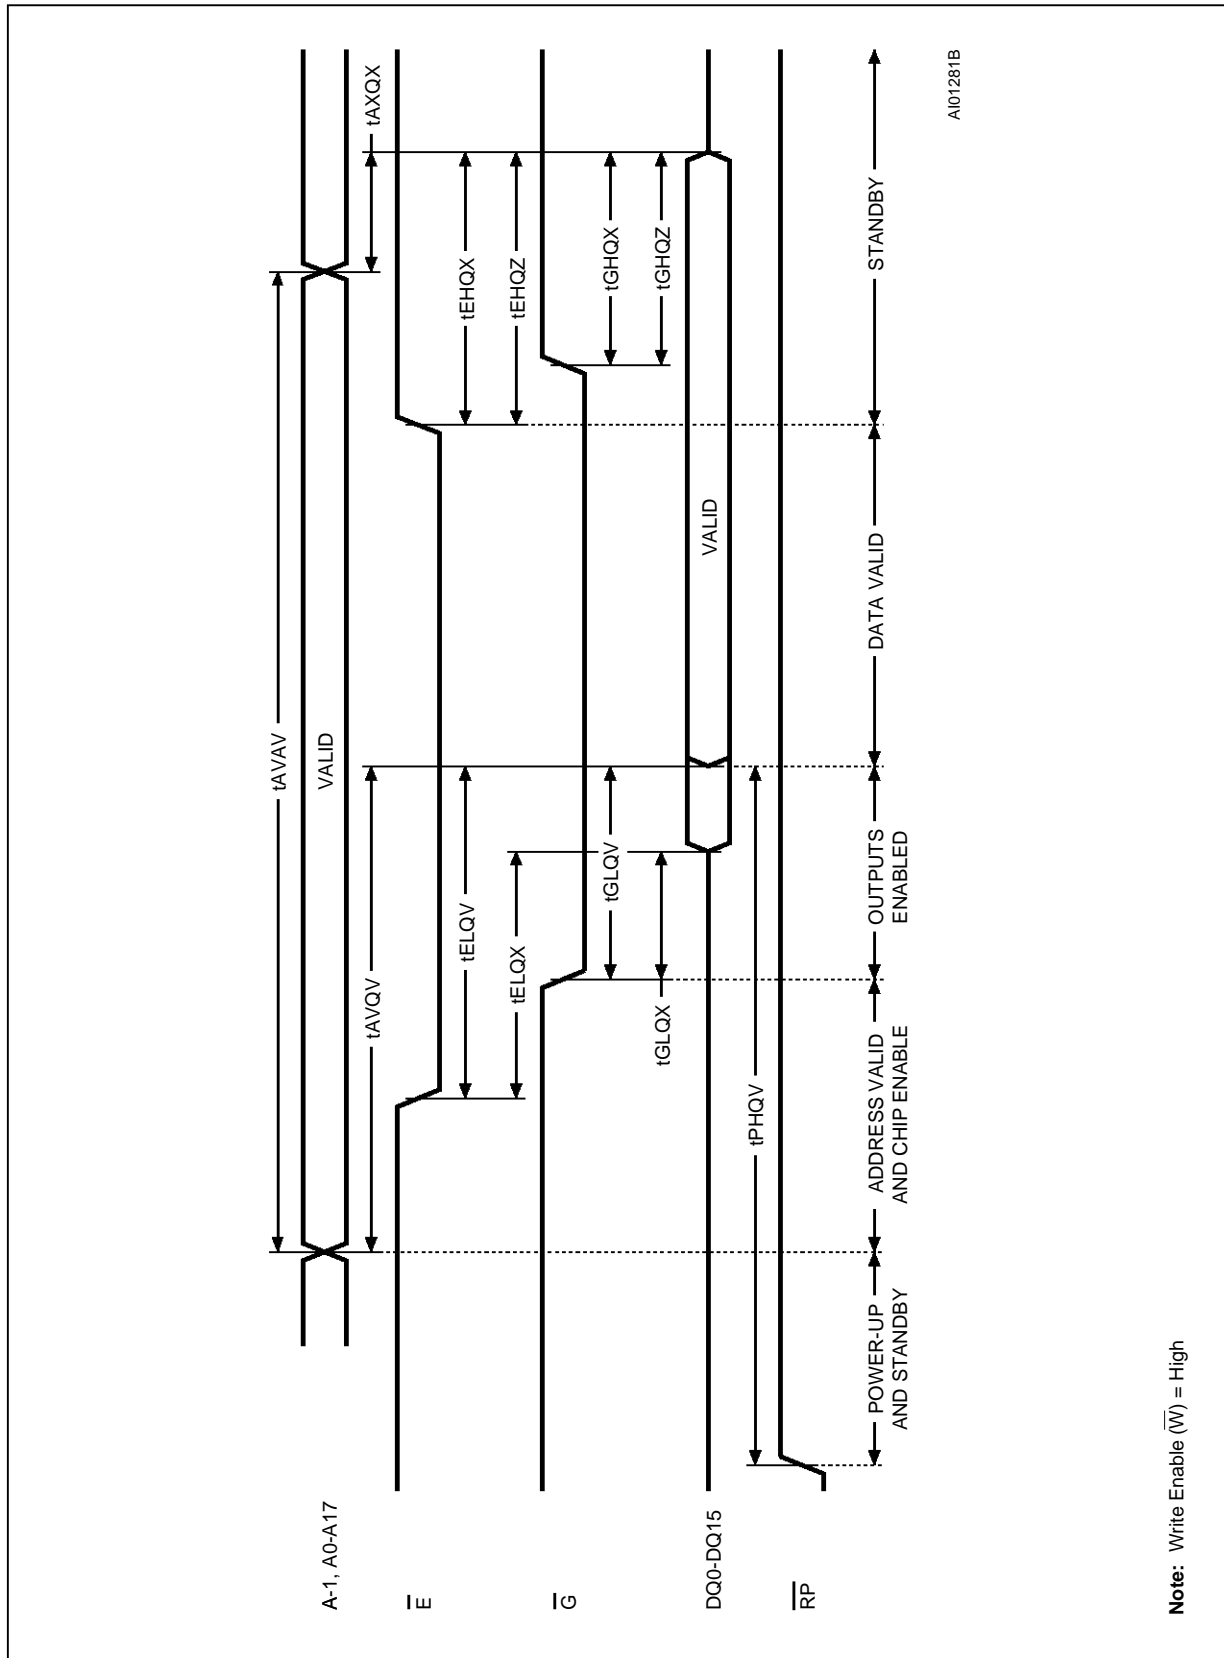 A-1, A0-A17
VALID
tAVAV
tAVQV
tAXQX
E
tELQV
tEHQX
tELQX
tEHQZ
G
tGLQV
tGHQX
tGLQX
tGHQZ
DQ0-DQ15
VALID
tPHQV
RP
POWER-UP
AND STANDBY
ADDRESS VALID
AND CHIP ENABLE
OUTPUTS
ENABLED
DATA VALID
STANDBY
AI01281B
Note: Write Enable (W̅) = High